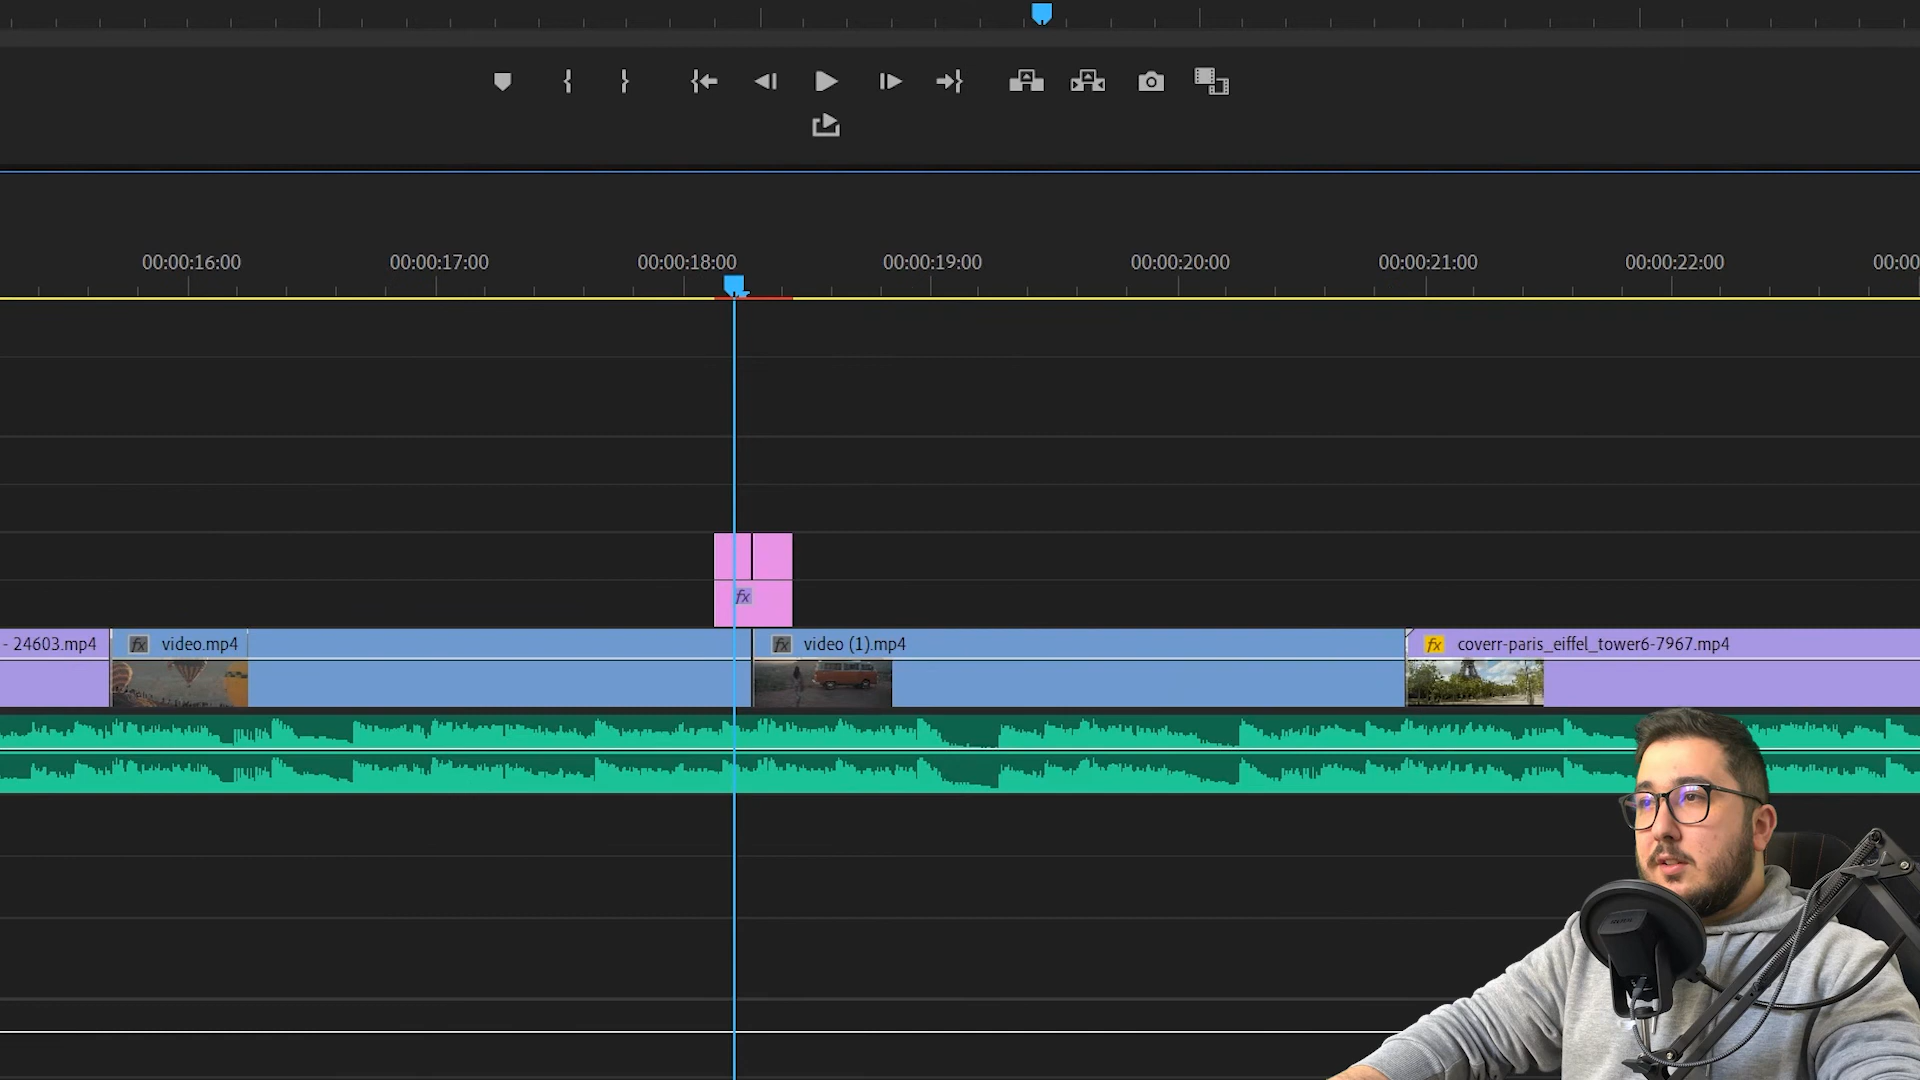 00:00:16:00 00:00:17:00 00:00:18:00 00:00:19:00 00:00:20:00 00:00:21:00 00:00:22:00 00:00
fx
- 24603.mp4 fx video.mp4 fx video (1).mp4 fx coverr-paris_eiffel_tower6-7967.mp4